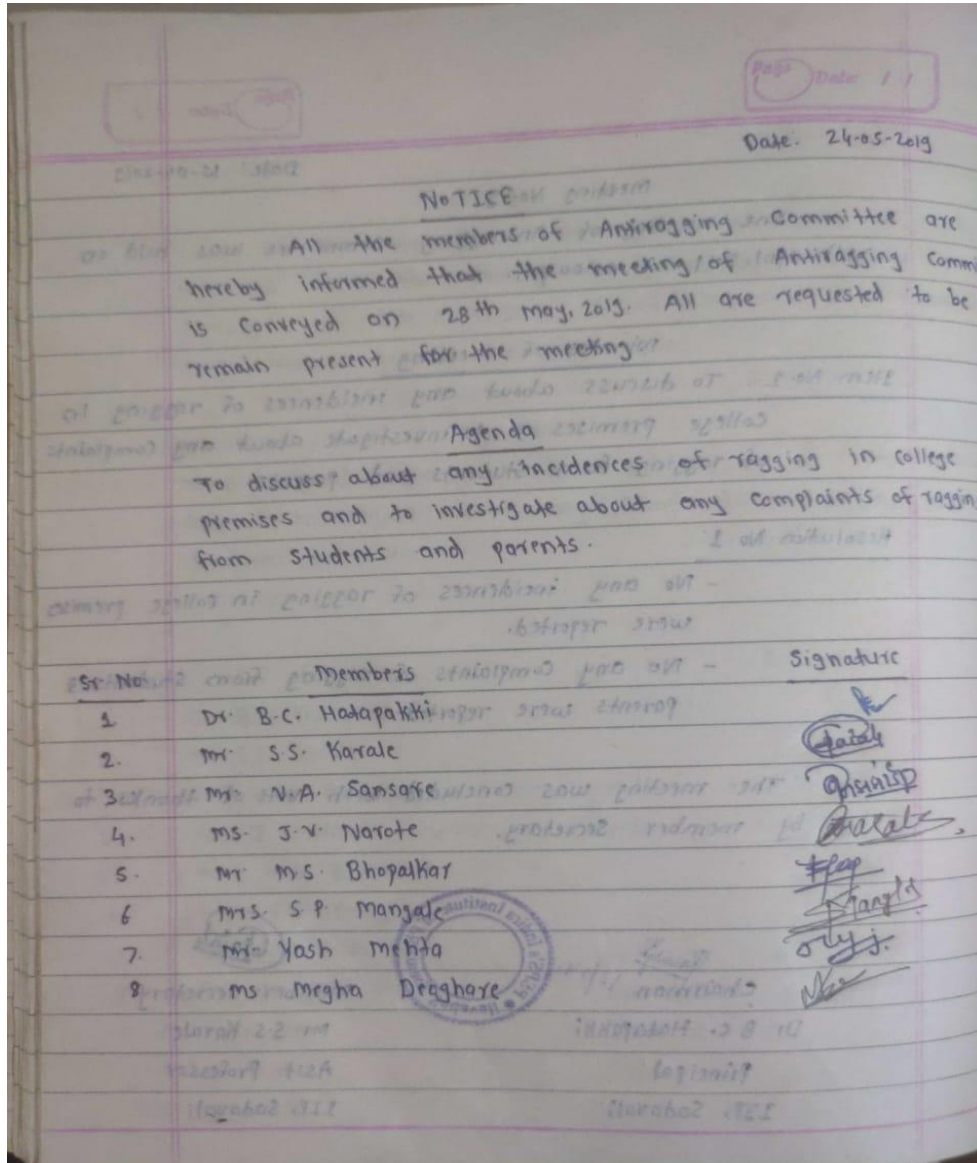 Page Date: / /
Date: 24-05-2019
NOTICE
All the members of Antiragging Committee are
hereby informed that the meeting of Antiragging Commi
is Conveyed on 28th may, 2019. All are requested to be
remain present for the meeting
Agenda
To discuss about any incidences of ragging in college
premises and to investigate about any complaints of raggin
from students and parents.
Sr. No Members Signature
1 Dr. B.C. Hatapakki
2. Mr. S.S. Karale
3 Mr. V.A. Sansare
4. Ms. J.V. Narote
5. Mr. M.S. Bhopalkar
6 Mrs. S.P. Mangale
7. Mr. Yash Mehta
8 Ms Megha Deoghare